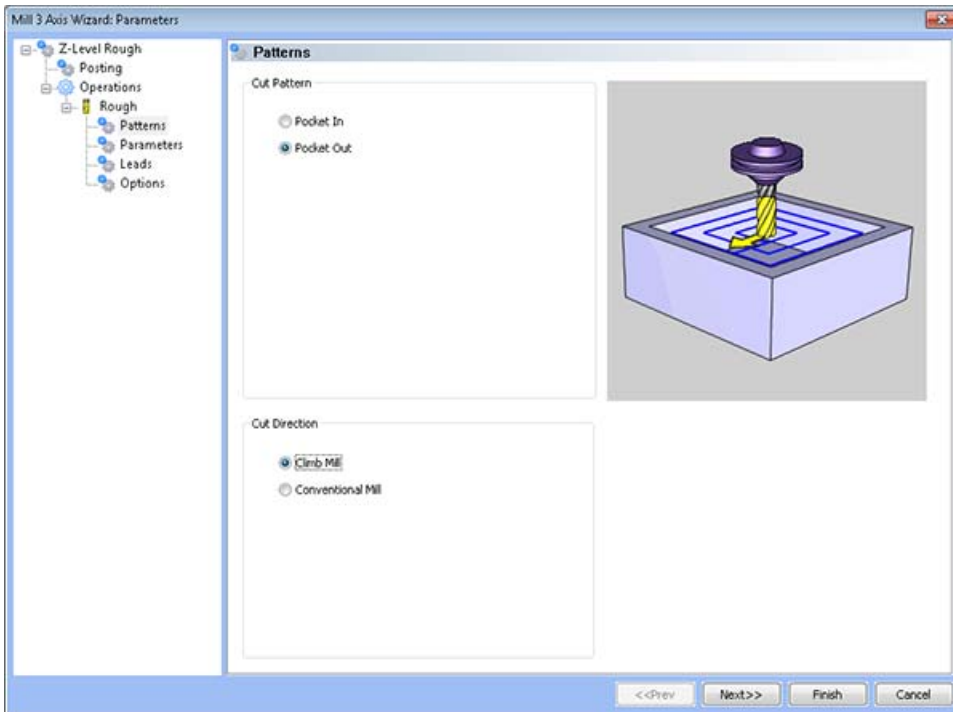 Mill 3 Axis Wizard: Parameters
Z-Level Rough
Posting
Operations
Rough
Patterns
Parameters
Leads
Options
Patterns
Cut Pattern
Pocket In
Pocket Out
Cut Direction
Climb Mill
Conventional Mill
<<Prev
Next>>
Finish
Cancel